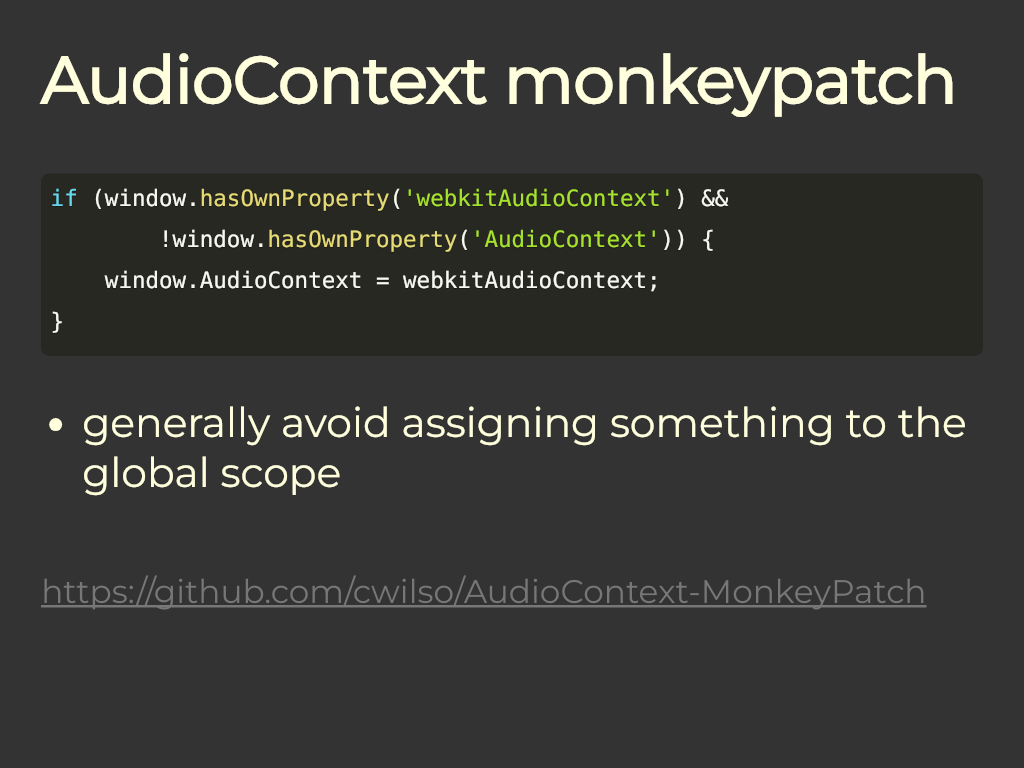 AudioContext monkeypatch
if (window.hasOwnProperty('webkitAudioContext') &&
        !window.hasOwnProperty('AudioContext')) {
    window.AudioContext = webkitAudioContext;
}
• generally avoid assigning something to the
global scope
https://github.com/cwilso/AudioContext-MonkeyPatch